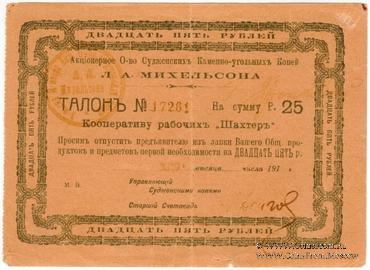 ДВАДЦАТЬ ПЯТЬ РУБЛЕЙ
Акціонерное О-во Судженскихъ Каменно-угольныхъ Копей
Л. А. МИХЕЛЬСОНА
ТАЛОНЪ № 17261 На сумму Р. 25
Кооперативу рабочихъ „Шахтеръ"
Просимъ отпустить предъявителю изъ лавки Вашего Общ. продук-
товъ и предметовъ первой необходимости на ДВАДЦАТЬ ПЯТЬ р.
мѣсяца, числа 191 г.
М. П. Управляющій
Судженскими копями
Старшій Счетоводъ
ДВАДЦАТЬ ПЯТЬ РУБЛЕЙ
ДВАДЦАТЬ ПЯТЬ РУБЛЕЙ
ДВАДЦАТЬ ПЯТЬ РУБЛЕЙ